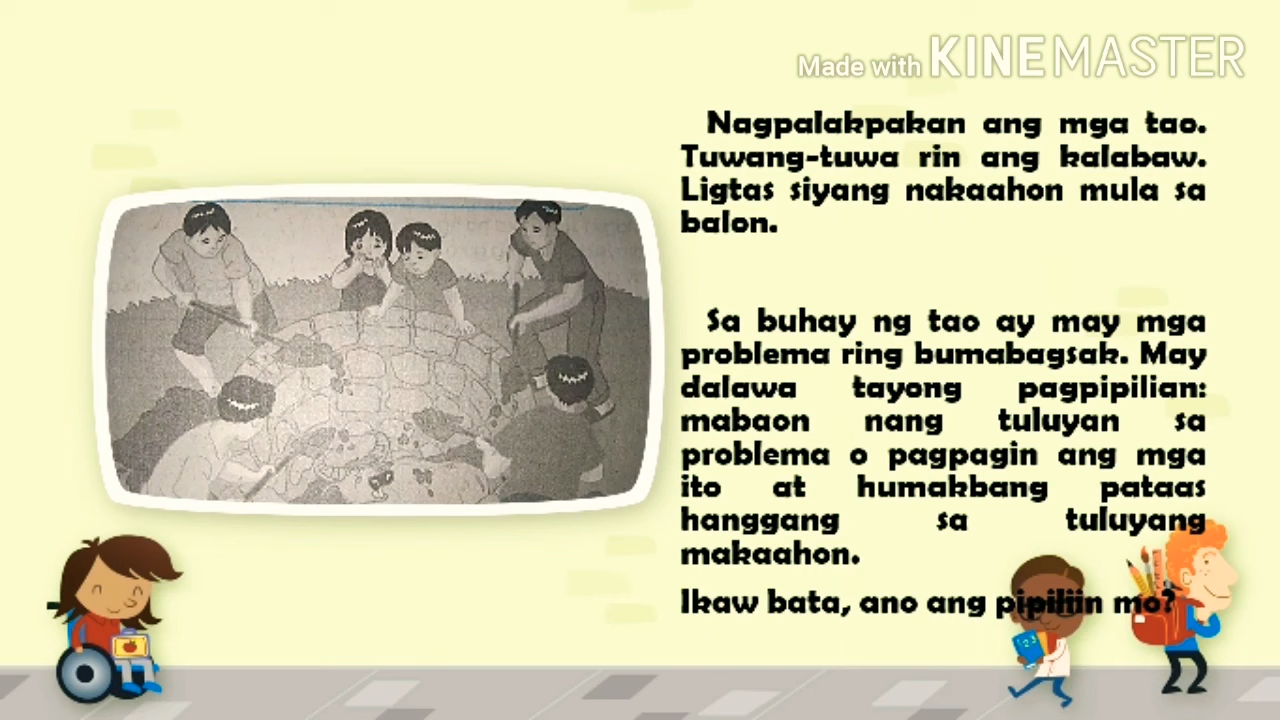 Made with KINEMASTER
Nagpalakpakan ang mga tao.
Tuwang-tuwa rin ang kalabaw.
Ligtas siyang nakaahon mula sa
balon.
Sa buhay ng tao ay may mga
problema ring bumabagsak. May
dalawa tayong pagpipilian:
mabaon nang tuluyan sa
problema o pagpagin ang mga
ito at humakbang pataas
hanggang sa tuluyang
makaahon.
Ikaw bata, ano ang pipiliin mo?